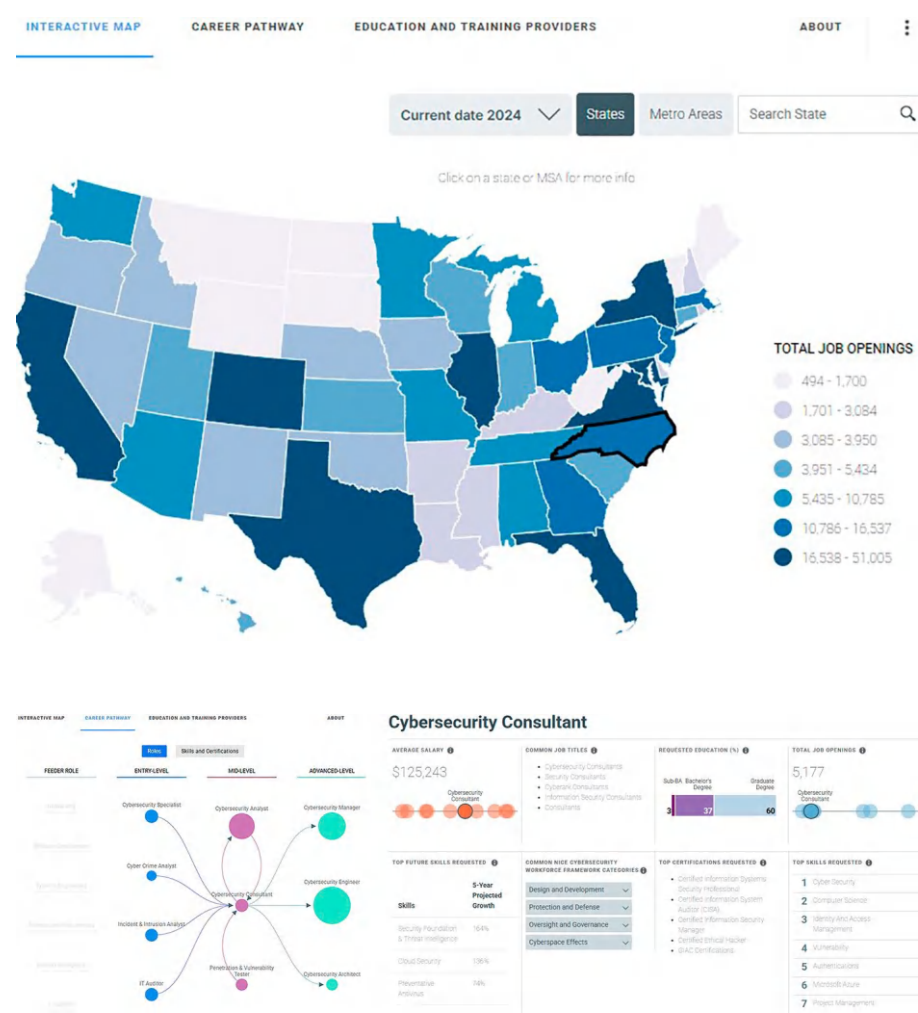 INTERACTIVE MAP CAREER PATHWAY EDUCATION AND TRAINING PROVIDERS ABOUT
Current date 2024 States Metro Areas Search State
Click on a state or MSA for more info
TOTAL JOB OPENINGS
494 - 1,700
1,701 - 3,084
3,085 - 3,950
3,951 - 5,434
5,435 - 10,785
10,786 - 16,537
16,538 - 51,005
INTERACTIVE MAP CAREER PATHWAY EDUCATION AND TRAINING PROVIDERS ABOUT
Roles Skills and Certifications
FEEDER ROLE ENTRY-LEVEL MID-LEVEL ADVANCED-LEVEL
Cybersecurity Specialist Cybersecurity Analyst Cybersecurity Manager
Cyber Crime Analyst
Cybersecurity Engineer
Cybersecurity Consultant
Incident & Intrusion Analyst
Penetration & Vulnerability
Tester
IT Auditor
Cybersecurity Architect
Cybersecurity Consultant
AVERAGE SALARY
$125,243
Cybersecurity
Consultant
COMMON JOB TITLES
Cybersecurity Consultants
Security Consultants
Consultants
Information Security Consultants
Consultants
REQUESTED EDUCATION (%)
Sub-BA Bachelor's Graduate
Degree Degree
3 37 60
TOTAL JOB OPENINGS
5,177
Cybersecurity
Consultant
TOP FUTURE SKILLS REQUESTED
Skills
5-Year
Projected
Growth
Security Foundation 164%
& Threat Intelligence
Cloud Security 136%
Preventative 74%
Antivirus
COMMON NICE CYBERSECURITY
WORKFORCE FRAMEWORK CATEGORIES
Design and Development
Protection and Defense
Oversight and Governance
Cyberspace Effects
TOP CERTIFICATIONS REQUESTED
Certified Information Systems
Security Professional
Certified Information System
Auditor (CISA)
Certified Information Security
Manager
Certified Ethical Hacker
GIAC Certifications
TOP SKILLS REQUESTED
1 Cyber Security
2 Computer Science
3 Identity And Access
Management
4 Vulnerability
5 Authentications
6 Microsoft Azure
7 Project Management